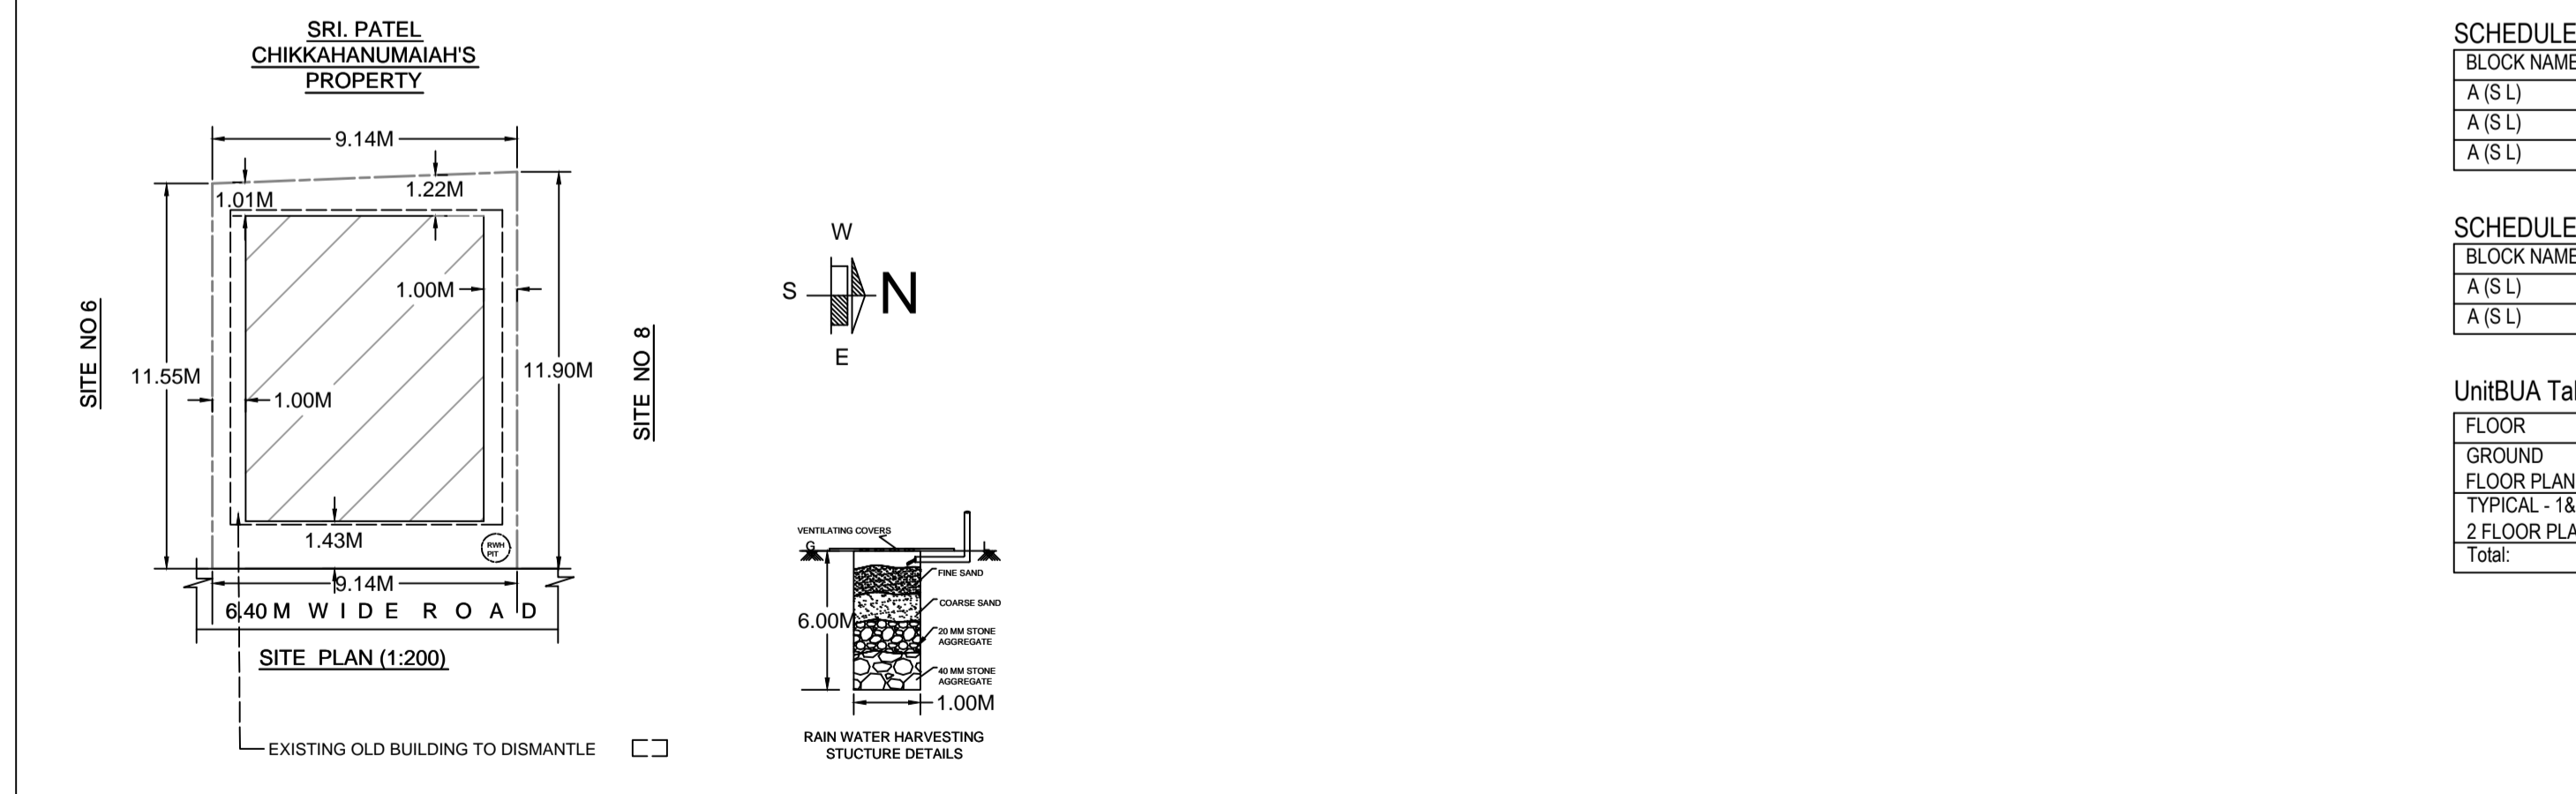 SRI. PATEL
CHIKKAHANUMAIAH'S
PROPERTY
9.14M
1.01M
1.22M
1.00M
SITE NO 6
11.55M
1.00M
11.90M
SITE NO 8
1.43M
RWH
PIT
9.14M
6.40 M WIDE ROAD
SITE PLAN (1:200)
EXISTING OLD BUILDING TO DISMANTLE
W
S
N
E
VENTILATING COVERS
G
L
FINE SAND
COARSE SAND
6.00M
20 MM STONE
AGGREGATE
40 MM STONE
AGGREGATE
1.00M
RAIN WATER HARVESTING
STUCTURE DETAILS
SCHEDULE
BLOCK NAME
A (S L)
A (S L)
A (S L)
SCHEDULE
BLOCK NAME
A (S L)
A (S L)
UnitBUA Ta
FLOOR
GROUND
FLOOR PLAN
TYPICAL - 1&
2 FLOOR PLA
Total: